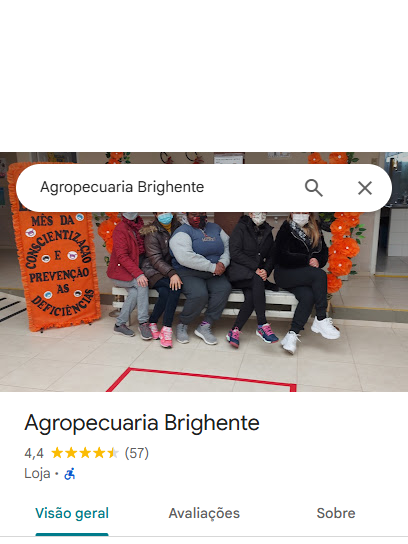 Agropecuaria Brighente
MÊS DA
CONSCIENTIZAÇÃO
E
PREVENÇÃO
AS
DEFICIÊNCIAS
Agropecuaria Brighente
4,4 (57)
Loja ·
Visão geral Avaliações Sobre